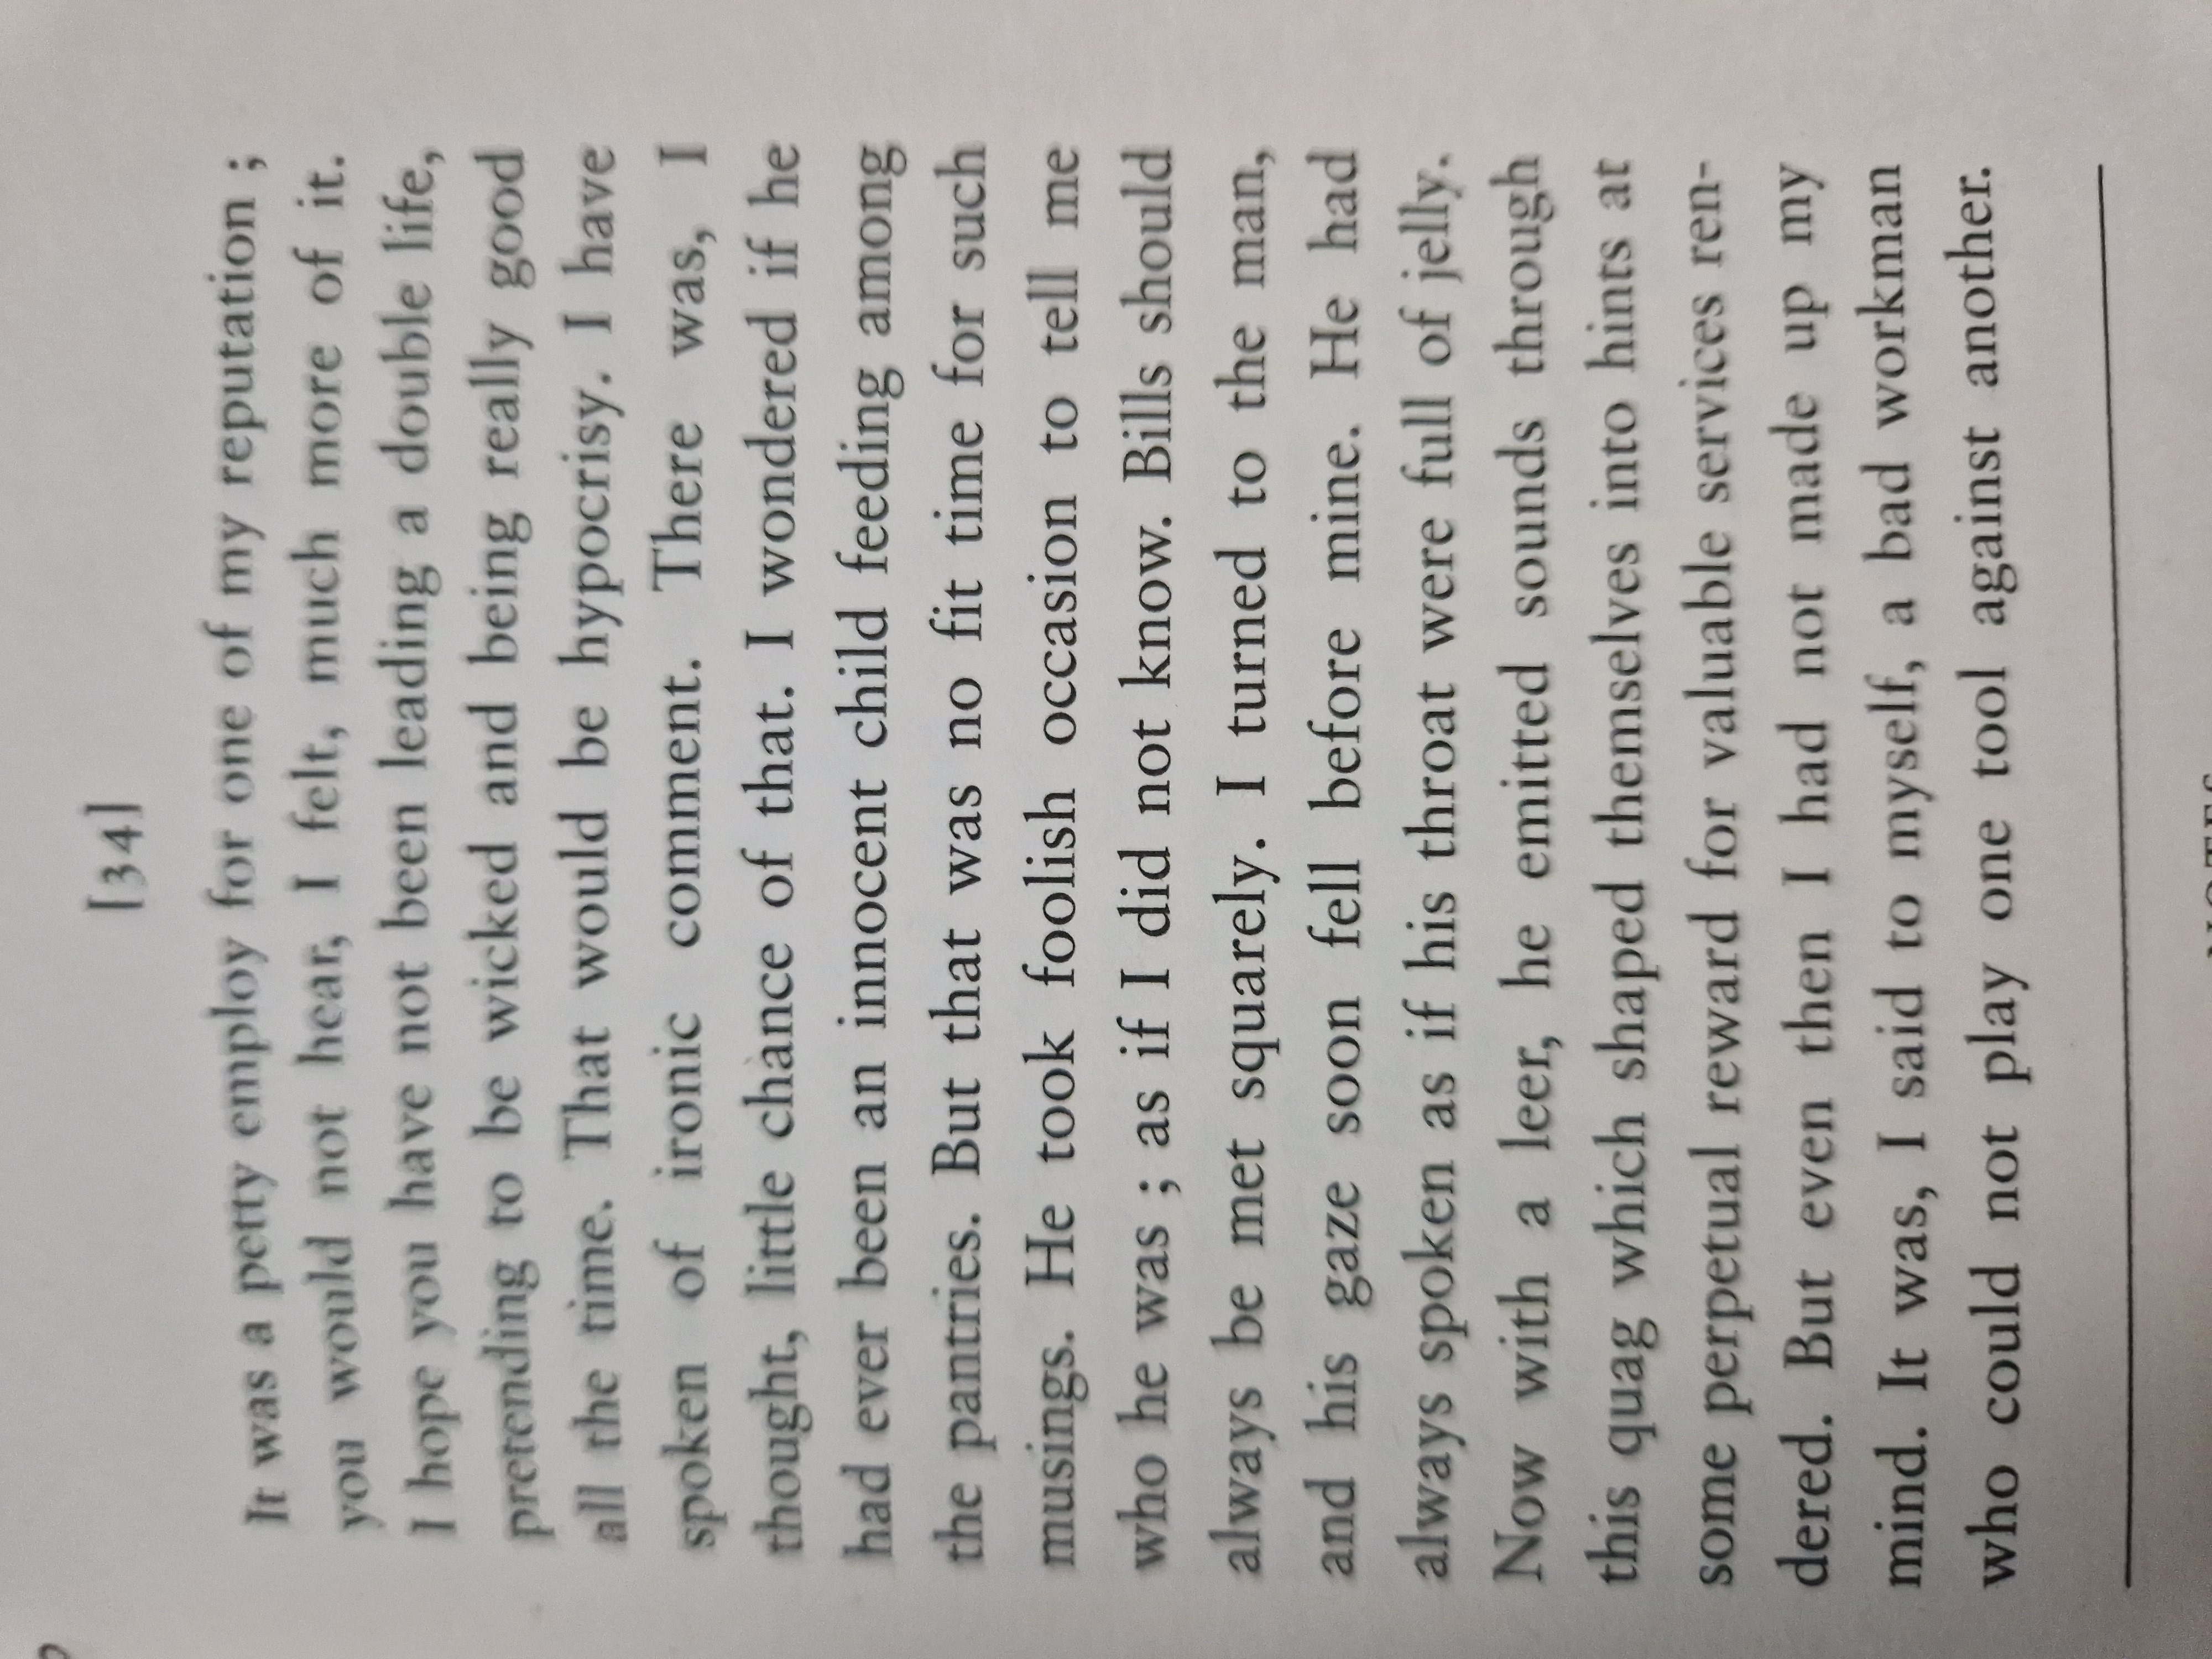 [34]
It was a petty employ for one of my reputation ;
you would not hear, I felt, much more of it.
I hope you have not been leading a double life,
pretending to be wicked and being really good
all the time. That would be hypocrisy. I have
spoken of ironic comment. There was, I
thought, little chance of that. I wondered if he
had ever been an innocent child feeding among
the pantries. But that was no fit time for such
musings. He took foolish occasion to tell me
who he was ; as if I did not know. Bills should
always be met squarely. I turned to the man,
and his gaze soon fell before mine. He had
always spoken as if his throat were full of jelly.
Now with a leer, he emitted sounds through
this quag which shaped themselves into hints at
some perpetual reward for valuable services ren-
dered. But even then I had not made up my
mind. It was, I said to myself, a bad workman
who could not play one tool against another.